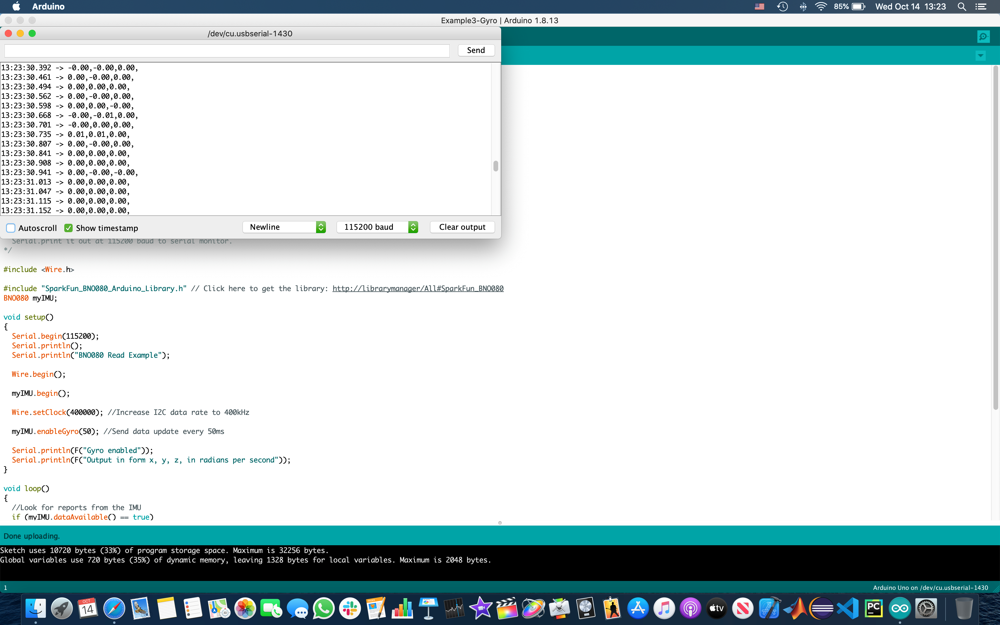 Arduino
85%
Wed Oct 14 13:23
Example3-Gyro | Arduino 1.8.13
/dev/cu.usbserial-1430
Send
13:23:30.392 -> -0.00,-0.00,0.00,
13:23:30.461 -> 0.00,-0.00,0.00,
13:23:30.494 -> 0.00,0.00,0.00,
13:23:30.562 -> 0.00,-0.00,0.00,
13:23:30.598 -> 0.00,0.00,-0.00,
13:23:30.668 -> -0.00,-0.01,0.00,
13:23:30.701 -> -0.00,0.00,0.00,
13:23:30.735 -> 0.01,0.01,0.00,
13:23:30.807 -> 0.00,-0.00,0.00,
13:23:30.841 -> 0.00,0.00,0.00,
13:23:30.908 -> 0.00,0.00,0.00,
13:23:30.941 -> 0.00,-0.00,-0.00,
13:23:31.013 -> 0.00,0.00,0.00,
13:23:31.047 -> 0.00,0.00,0.00,
13:23:31.115 -> 0.00,0.00,0.00,
13:23:31.152 -> 0.00,0.00,0.00,
Autoscroll
Show timestamp
Newline
115200 baud
Clear output
Serial.print it out at 115200 baud to serial monitor.
*/
#include <Wire.h>
#include "SparkFun_BNO080_Arduino_Library.h" // Click here to get the library: http://librarymanager/All#SparkFun_BNO080
BNO080 myIMU;
void setup()
{
Serial.begin(115200);
Serial.println();
Serial.println("BNO080 Read Example");
Wire.begin();
myIMU.begin();
Wire.setClock(400000); //Increase I2C data rate to 400kHz
myIMU.enableGyro(50); //Send data update every 50ms
Serial.println(F("Gyro enabled"));
Serial.println(F("Output in form x, y, z, in radians per second"));
}
void loop()
{
//Look for reports from the IMU
if (myIMU.dataAvailable() == true)
Done uploading.
Sketch uses 10720 bytes (33%) of program storage space. Maximum is 32256 bytes.
Global variables use 720 bytes (35%) of dynamic memory, leaving 1328 bytes for local variables. Maximum is 2048 bytes.
1
Arduino Uno on /dev/cu.usbserial-1430
OCT
14
3D
PAGES
tv
PC